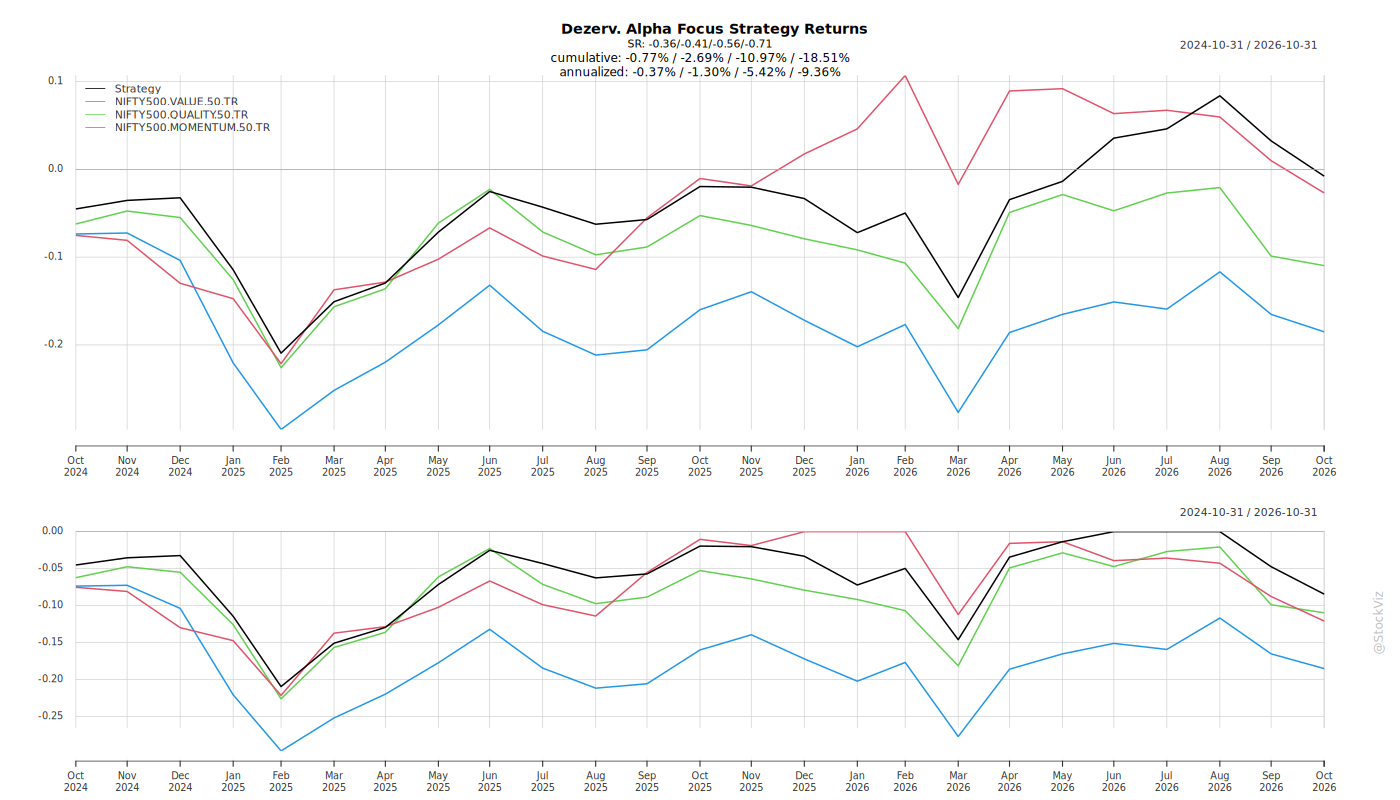 Dezerv. Alpha Focus Strategy Returns
SR: -0.36/-0.41/-0.56/-0.71
cumulative: -0.77% / -2.69% / -10.97% / -18.51%
annualized: -0.37% / -1.30% / -5.42% / -9.36%
2024-10-31 / 2026-10-31
Strategy
NIFTY500.VALUE.50.TR
NIFTY500.QUALITY.50.TR
NIFTY500.MOMENTUM.50.TR
0.1
0.0
-0.1
-0.2
Oct Nov Dec Jan Feb Mar Apr May Jun Jul Aug Sep Oct Nov Dec Jan Feb Mar Apr May Jun Jul Aug Sep Oct
2024 2024 2024 2025 2025 2025 2025 2025 2025 2025 2025 2025 2025 2025 2025 2026 2026 2026 2026 2026 2026 2026 2026 2026 2026
2024-10-31 / 2026-10-31
0.00
-0.05
-0.10
-0.15
-0.20
-0.25
Oct Nov Dec Jan Feb Mar Apr May Jun Jul Aug Sep Oct Nov Dec Jan Feb Mar Apr May Jun Jul Aug Sep Oct
2024 2024 2024 2025 2025 2025 2025 2025 2025 2025 2025 2025 2025 2025 2025 2026 2026 2026 2026 2026 2026 2026 2026 2026 2026
@StockViz